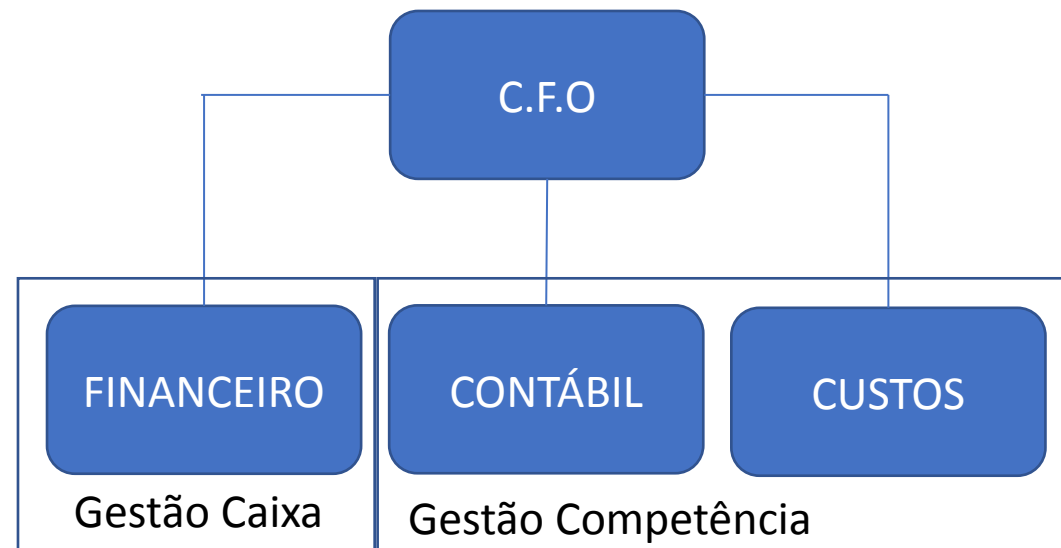 C.F.O
FINANCEIRO
CONTÁBIL
CUSTOS
Gestão Caixa
Gestão Competência